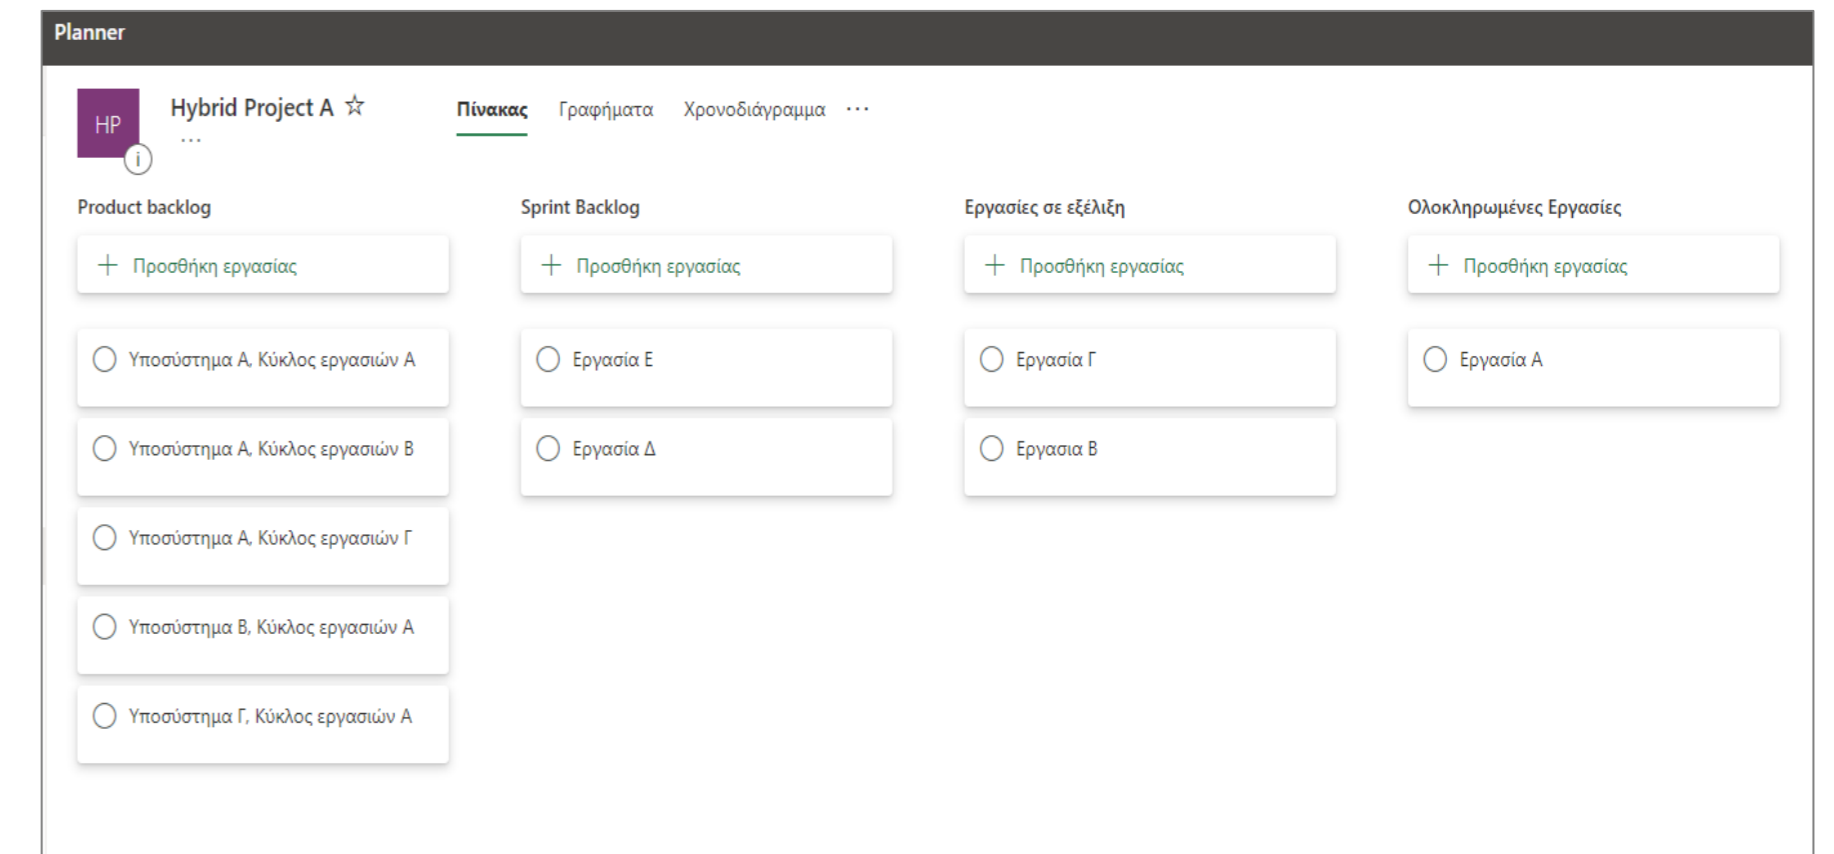 Planner
HP
i
Hybrid Project A
Πίνακας Γραφήματα Χρονοδιάγραμμα ...
...
Product backlog
Προσθήκη εργασίας
Υποσύστημα Α, Κύκλος εργασιών Α
Υποσύστημα Α, Κύκλος εργασιών Β
Υποσύστημα Α, Κύκλος εργασιών Γ
Υποσύστημα Β, Κύκλος εργασιών Α
Υποσύστημα Γ, Κύκλος εργασιών Α
Sprint Backlog
Προσθήκη εργασίας
Εργασία Ε
Εργασία Δ
Εργασίες σε εξέλιξη
Προσθήκη εργασίας
Εργασία Γ
Εργασια Β
Ολοκληρωμένες Εργασίες
Προσθήκη εργασίας
Εργασία Α